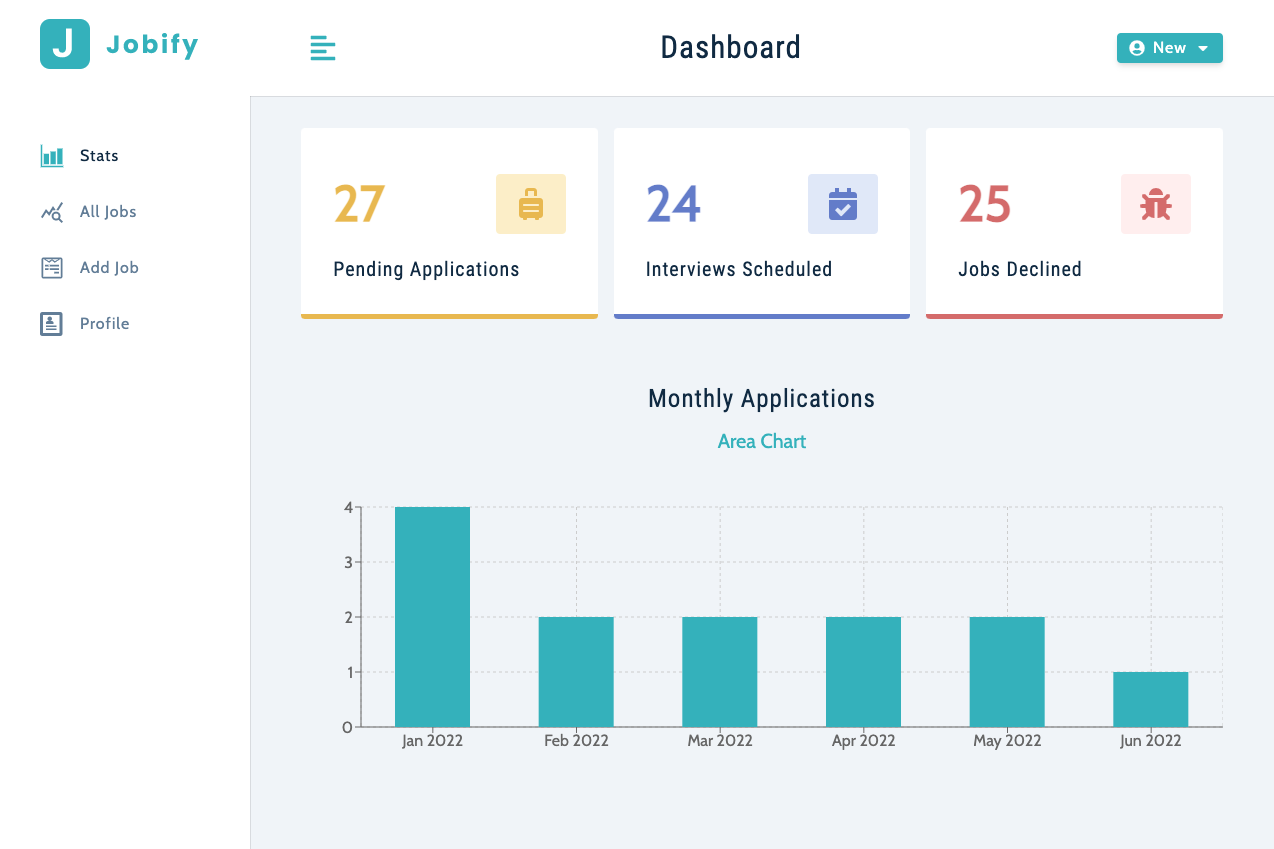 J Jobify
Dashboard
New
Stats
All Jobs
Add Job
Profile
27
Pending Applications
24
Interviews Scheduled
25
Jobs Declined
Monthly Applications
Area Chart
4
3
2
1
0
Jan 2022 Feb 2022 Mar 2022 Apr 2022 May 2022 Jun 2022